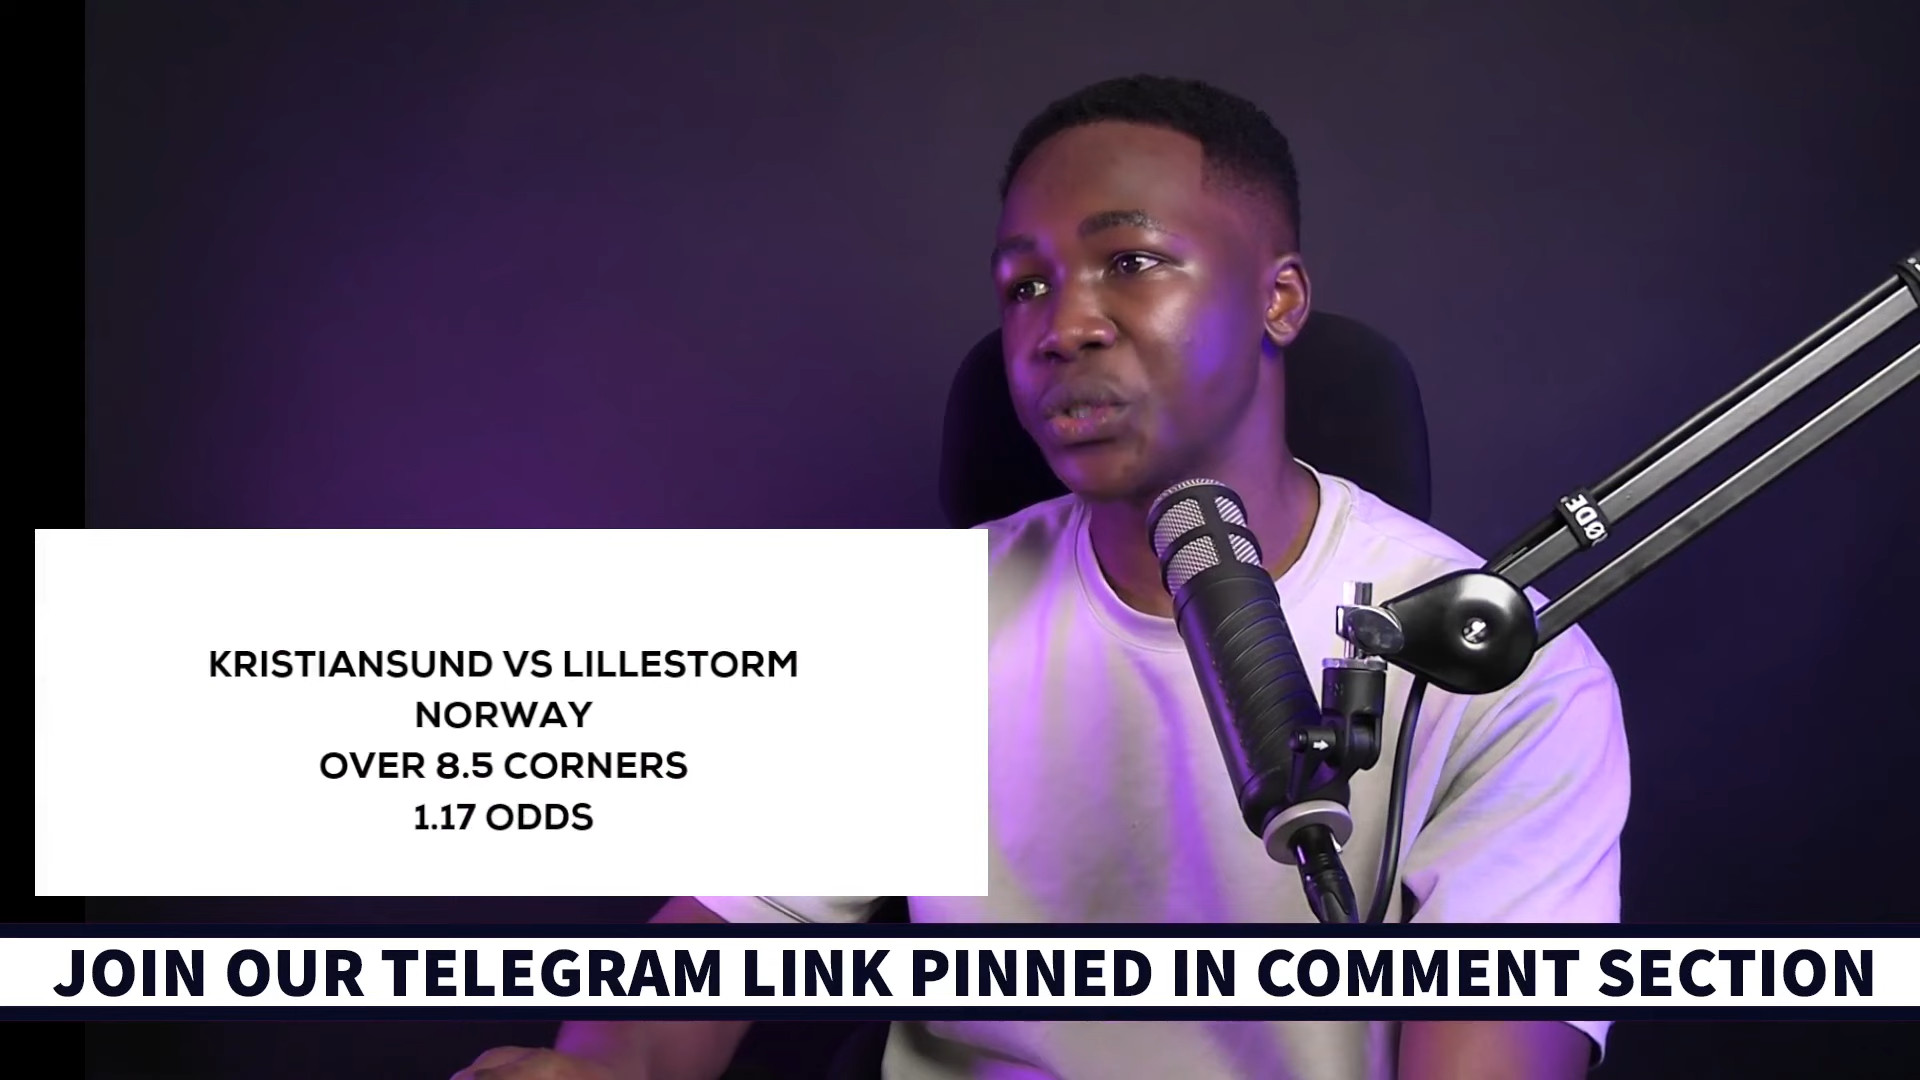 KRISTIANSUND VS LILLESTORM
NORWAY
OVER 8.5 CORNERS
1.17 ODDS
RØDE
JOIN OUR TELEGRAM LINK PINNED IN COMMENT SECTION